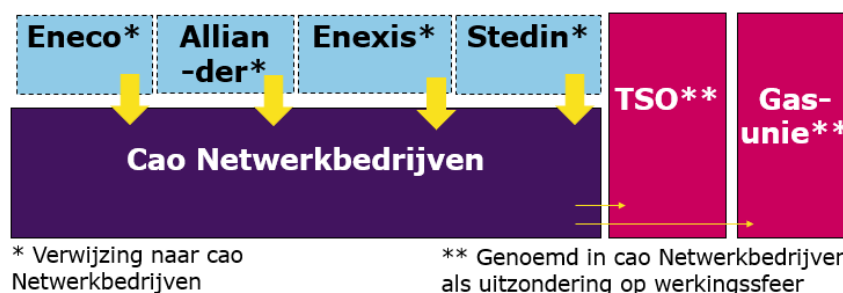 Eneco*
Allian
-der*
Enexis*
Stedin*
TSO**
Gas-
unie**
Cao Netwerkbedrijven
* Verwijzing naar cao
Netwerkbedrijven
** Genoemd in cao Netwerkbedrijven
als uitzondering op werkingssfeer